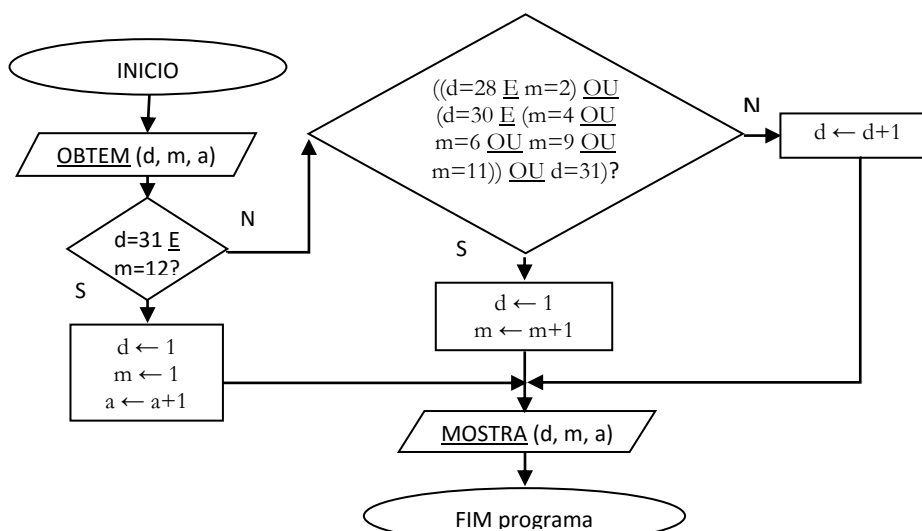 INICIO
OBTEM (d, m, a)
d=31 E
m=12?
N
S
d ← 1
m ← 1
a ← a+1
((d=28 E m=2) OU
(d=30 E (m=4 OU
m=6 OU m=9 OU
m=11)) OU d=31)?
N
d ← d+1
S
d ← 1
m ← m+1
MOSTRA (d, m, a)
FIM programa